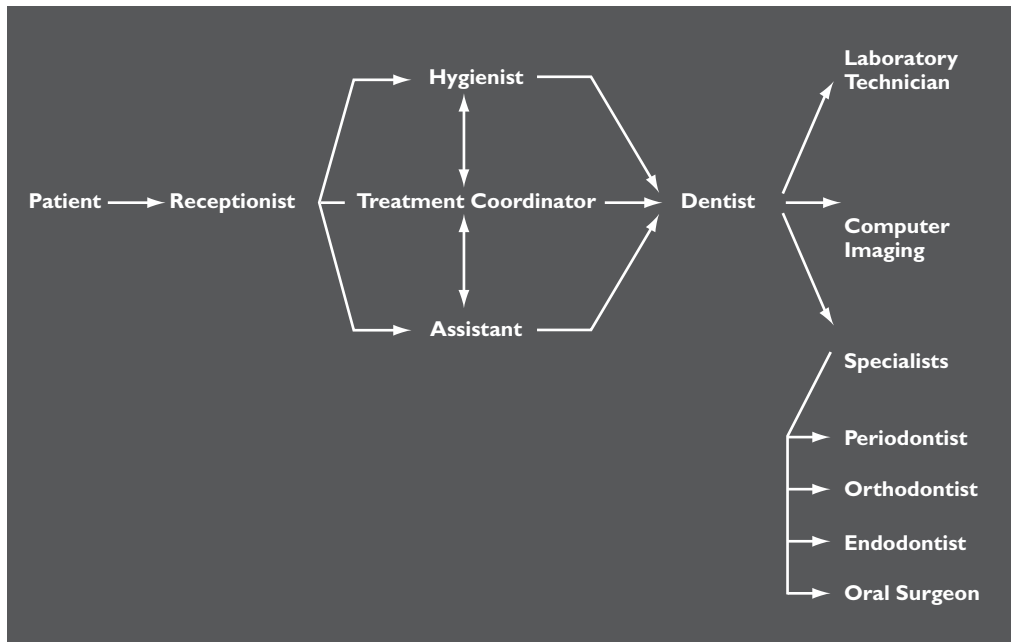 Patient
Receptionist
Hygienist
Treatment Coordinator
Assistant
Dentist
Laboratory
Technician
Computer
Imaging
Specialists
Periodontist
Orthodontist
Endodontist
Oral Surgeon